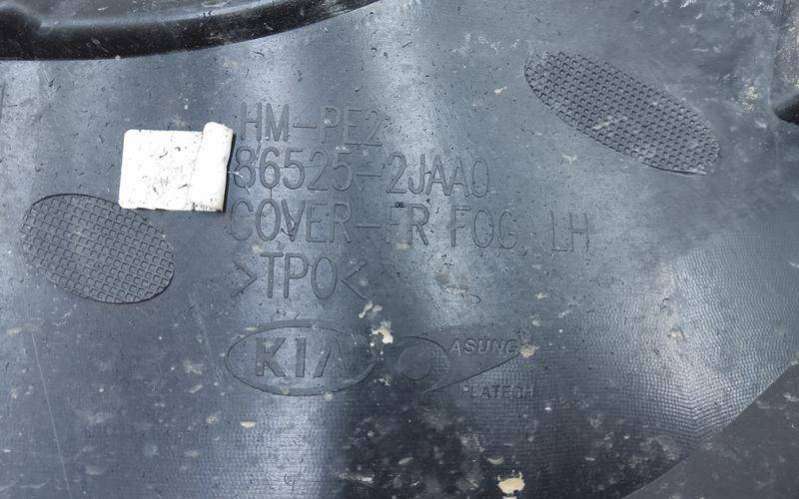 HM-PE2
86525-2JAA0
COVER-FR FOG, LH
>TPO<
KIA
ASUNG
PLATECH